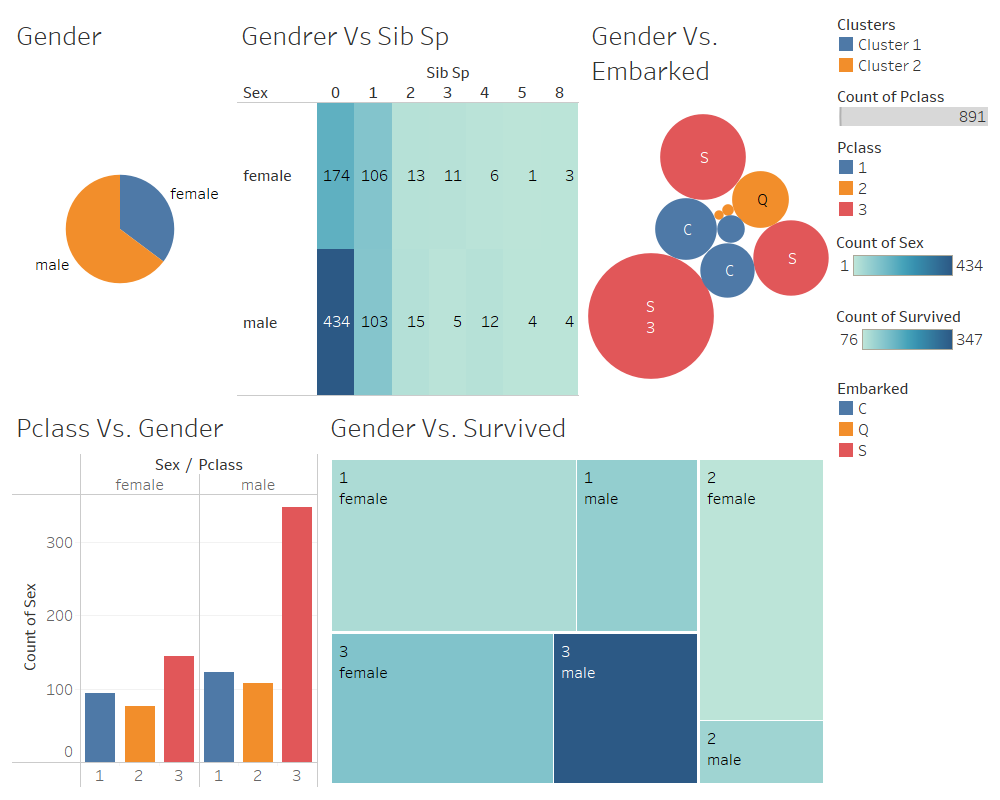 Gender
female
male
Gendrer Vs Sib Sp
Sib Sp
Sex 0 1 2 3 4 5 8
female 174 106 13 11 6 1 3
male 434 103 15 5 12 4 4
Gender Vs.
Embarked
S
Q
C
S
C
S
3
Clusters
Cluster 1
Cluster 2
Count of Pclass
891
Pclass
1
2
3
Count of Sex
1 434
Count of Survived
76 347
Embarked
C
Q
S
Pclass Vs. Gender
Sex / Pclass
female male
Count of Sex
300
200
100
0
1 2 3 1 2 3
Gender Vs. Survived
1
female
1
male
2
female
3
female
3
male
2
male